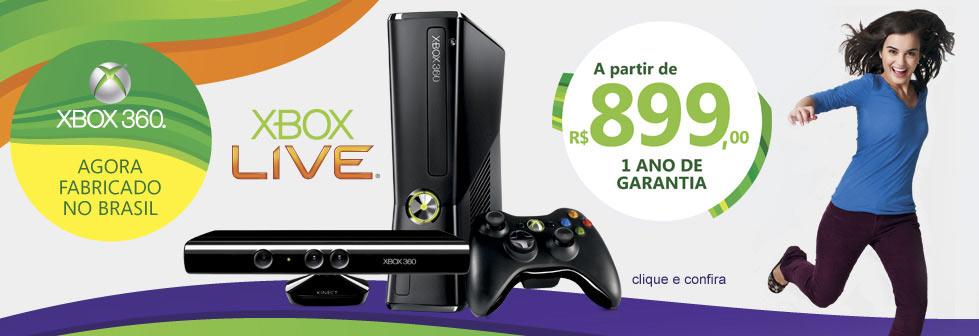 XBOX 360.
AGORA
FABRICADO
NO BRASIL
XBOX
LIVE
XBOX 360
XBOX 360
KINECT
A partir de
R$ 899,00
1 ANO DE
GARANTIA
clique e confira